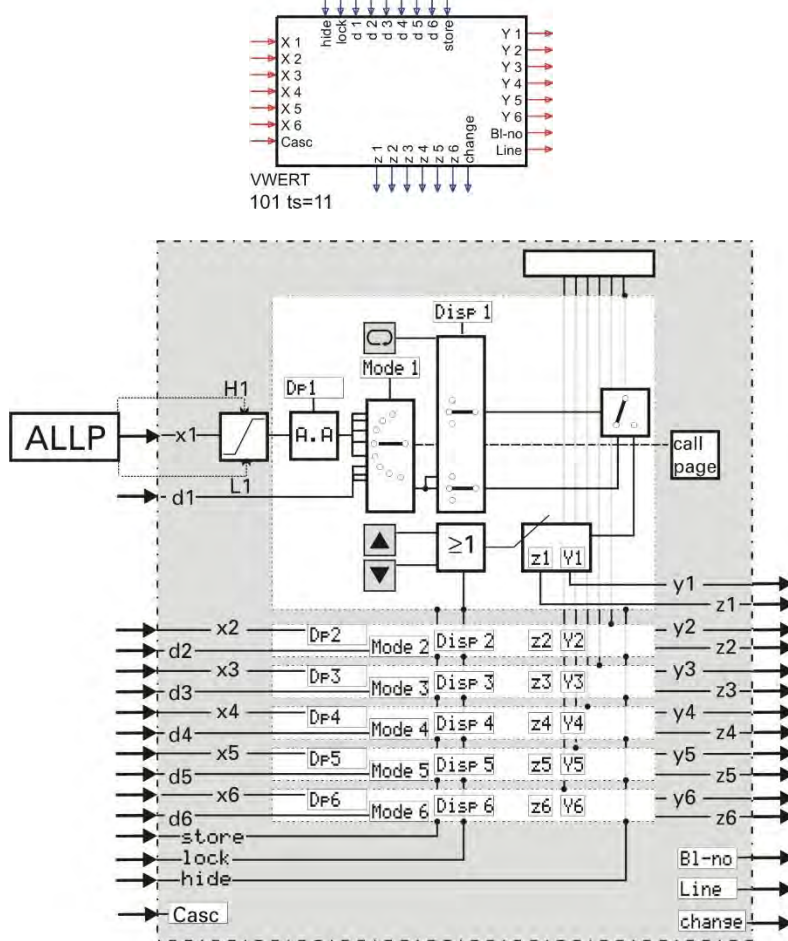 hide lock d 1 d 2 d 3 d 4 d 5 d 6 store
X 1
X 2
X 3
X 4
X 5
X 6
Casc
Y 1
Y 2
Y 3
Y 4
Y 5
Y 6
Bl-no
Line
z 1 z 2 z 3 z 4 z 5 z 6 change
VWERT
101 ts=11
Disp 1
Mode 1
H1
Dp1
ALLP
x1
A.A
call
page
L1
d1
≥1
z1 Y1
y1
z1
x2 Dp2 y2
d2 Mode 2 Disp 2 z2 Y2 z2
x3 Dp3 y3
d3 Mode 3 Disp 3 z3 Y3 z3
x4 Dp4 y4
d4 Mode 4 Disp 4 z4 Y4 z4
x5 Dp5 y5
d5 Mode 5 Disp 5 z5 Y5 z5
x6 Dp6 y6
d6 Mode 6 Disp 6 z6 Y6 z6
store
lock
hide
Casc
Bl-no
Line
change